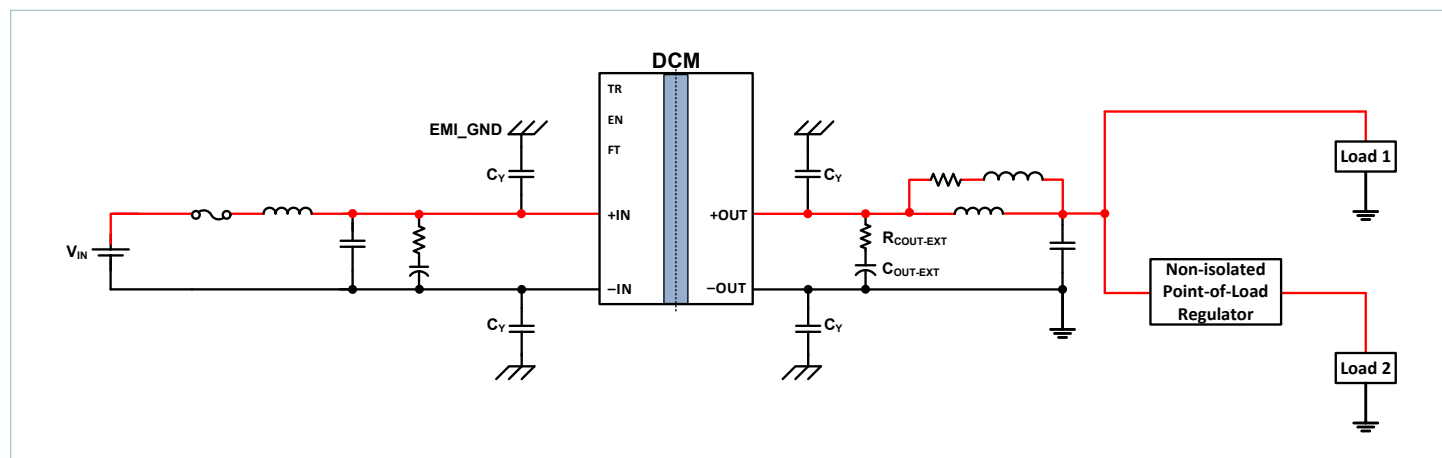 DCM
TR
EN
FT
EMI_GND
CY
CY
+IN
+OUT
VIN
RCOUT-EXT
COUT-EXT
–IN
–OUT
CY
CY
Load 1
Non-isolated
Point-of-Load
Regulator
Load 2